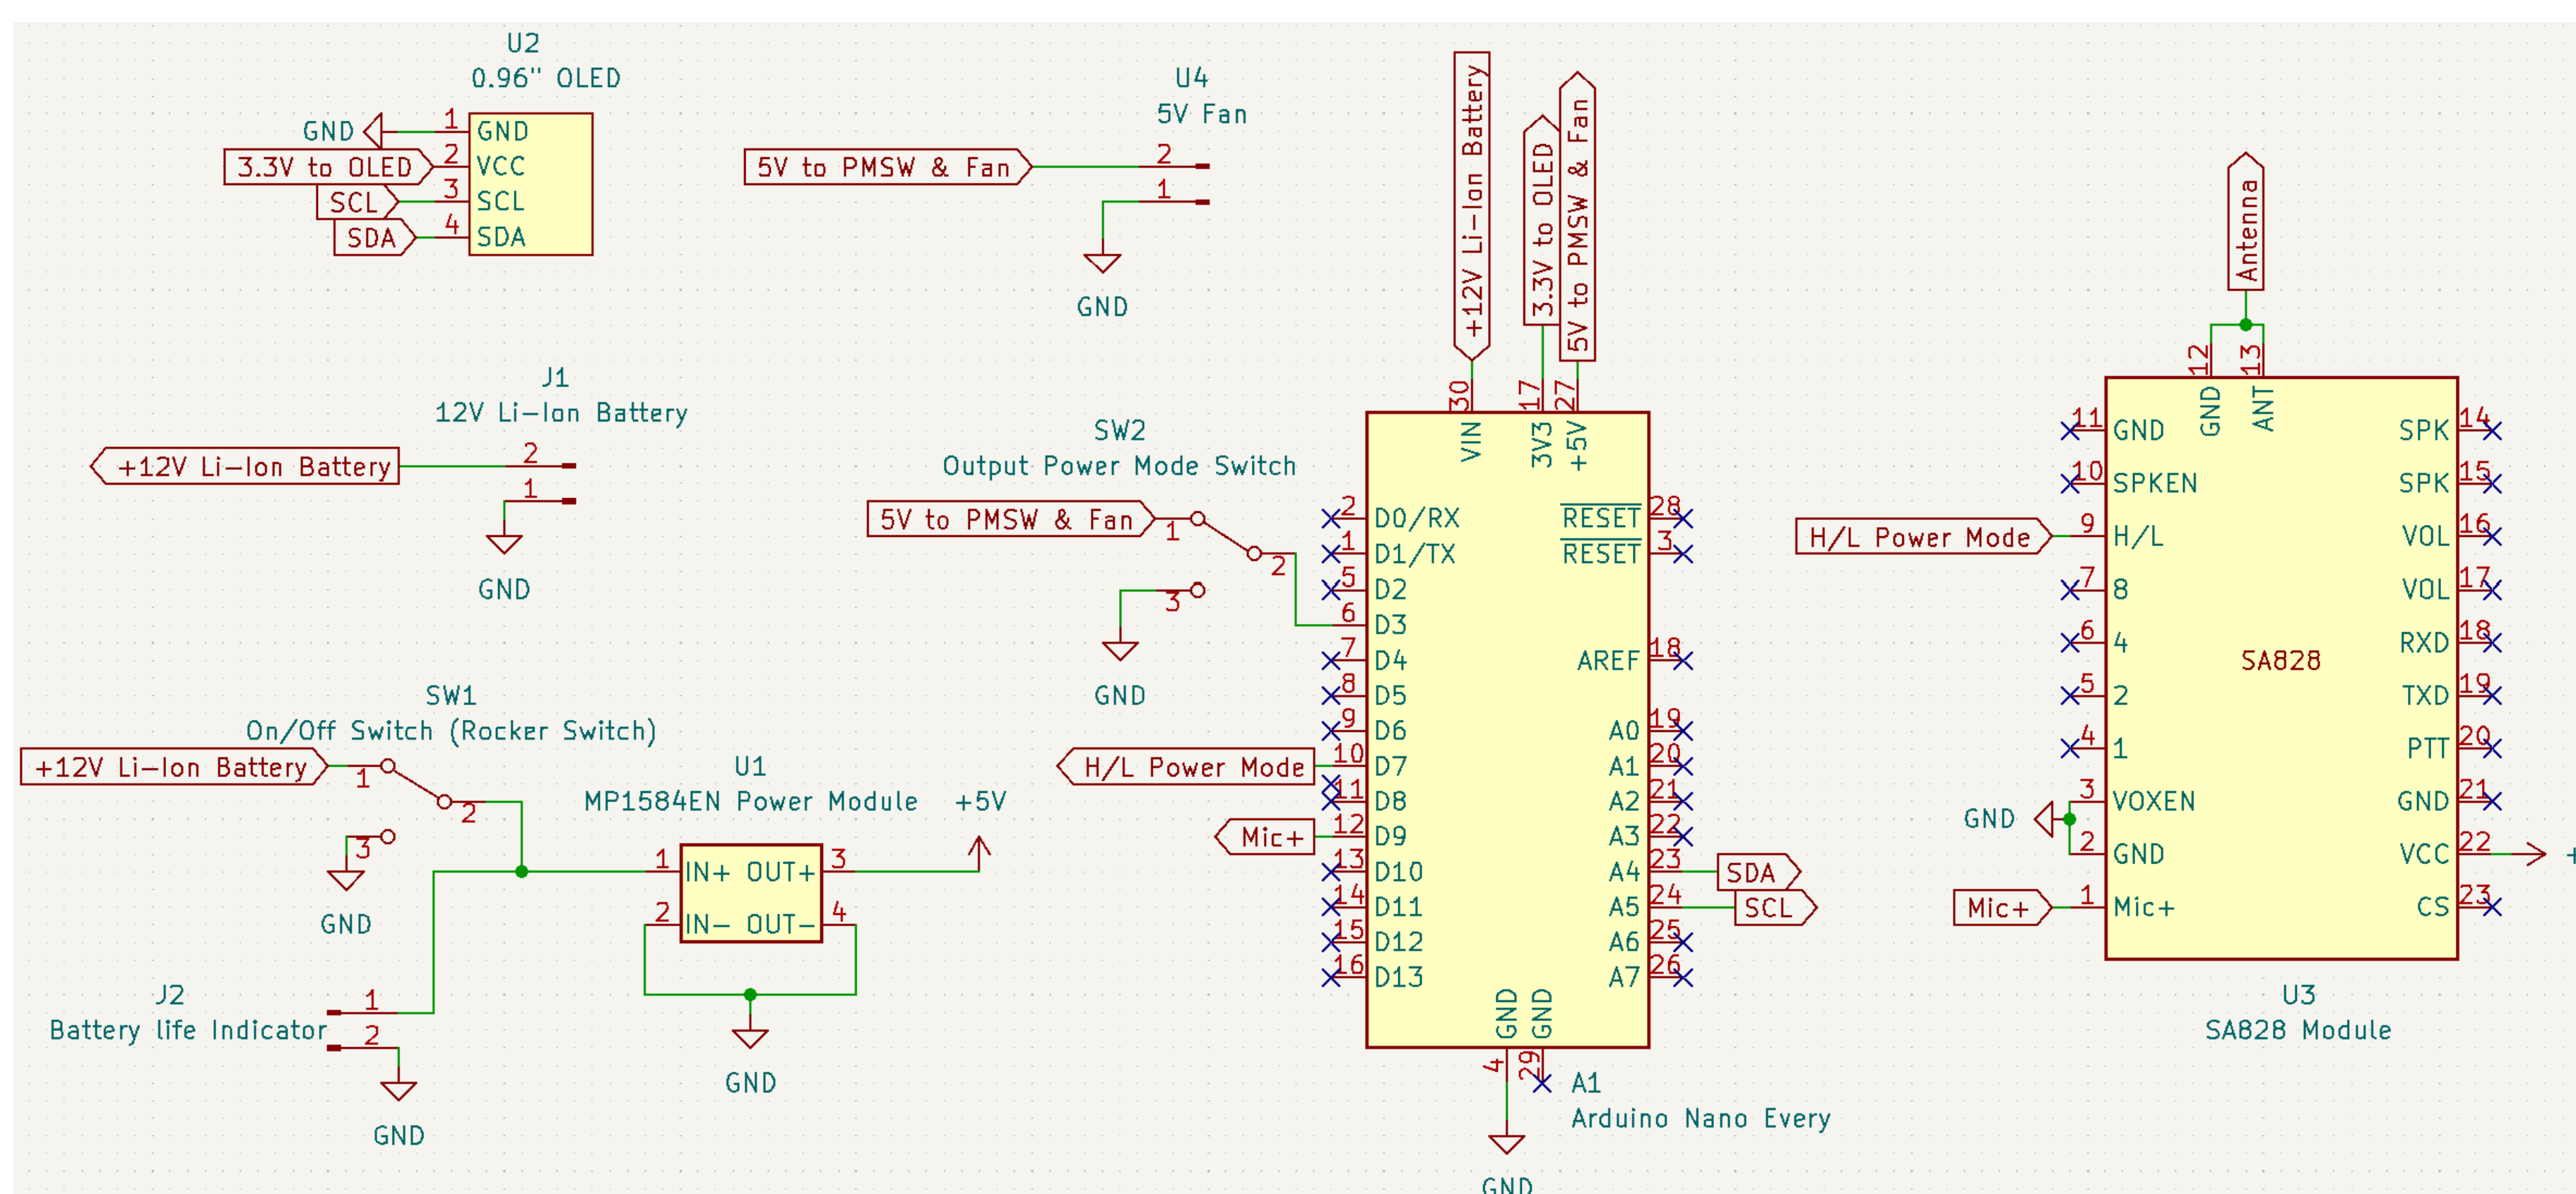 U2
0.96" OLED
GND
1
GND
3.3V to OLED
2
VCC
SCL
3
SCL
SDA
4
SDA
U4
5V Fan
5V to PMSW & Fan
2
1
GND
J1
12V Li-Ion Battery
+12V Li-Ion Battery
2
1
GND
SW1
On/Off Switch (Rocker Switch)
+12V Li-Ion Battery
1
2
3
GND
U1
MP1584EN Power Module
+5V
1
IN+
OUT+
3
2
IN-
OUT-
4
GND
J2
Battery life Indicator
1
2
GND
SW2
Output Power Mode Switch
5V to PMSW & Fan
1
2
3
GND
+12V Li-Ion Battery
3.3V to OLED
5V to PMSW & Fan
30
17
27
VIN
3V3
+5V
2
D0/RX
RESET
28
1
D1/TX
RESET
3
5
D2
6
D3
7
D4
AREF
18
8
D5
9
D6
A0
19
H/L Power Mode
10
D7
A1
20
11
D8
A2
21
Mic+
12
D9
A3
22
13
D10
A4
23
SDA
14
D11
A5
24
SCL
15
D12
A6
25
16
D13
A7
26
GND
GND
4
29
A1
Arduino Nano Every
GND
Antenna
12
13
GND
ANT
11
GND
SPK
14
10
SPKEN
SPK
15
H/L Power Mode
9
H/L
VOL
16
7
8
VOL
17
6
4
RXD
18
SA828
5
2
TXD
19
4
1
PTT
20
3
VOXEN
GND
21
GND
2
GND
VCC
22
+
Mic+
1
Mic+
CS
23
U3
SA828 Module